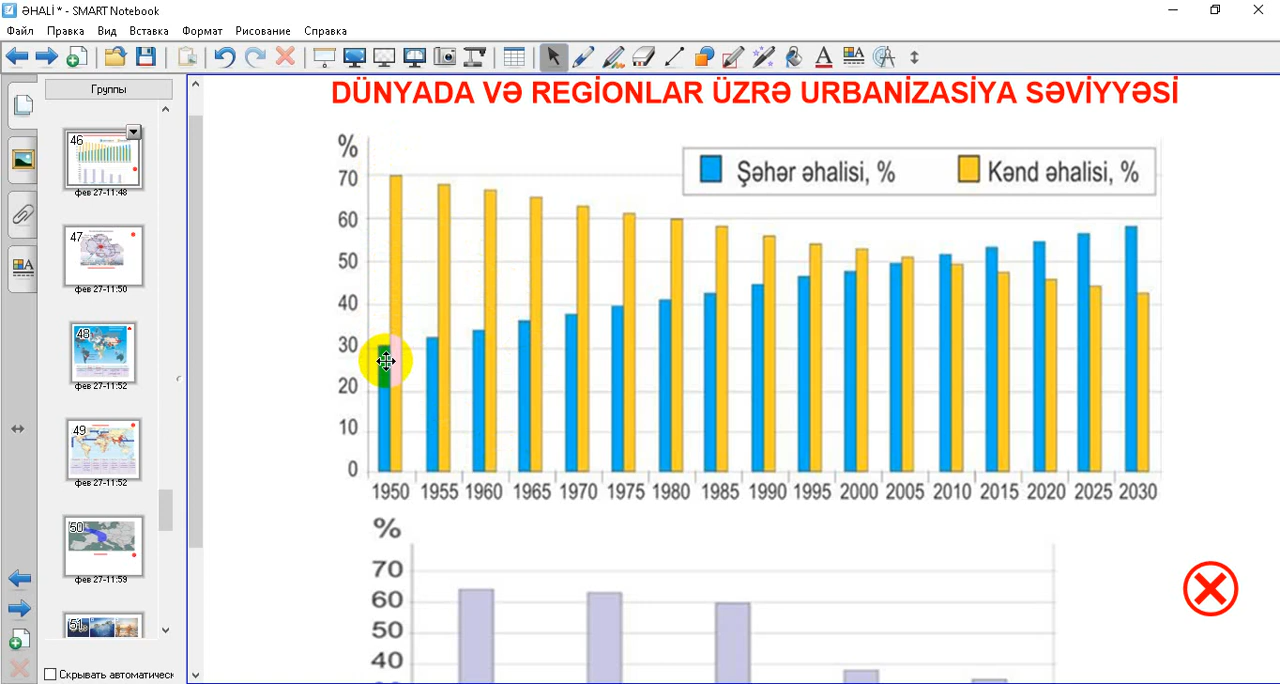 ƏHALİ * - SMART Notebook
Файл Правка Вид Вставка Формат Рисование Справка
Группы
46
фев 27-11:48
47
фев 27-11:50
48
фев 27-11:52
49
фев 27-11:52
50
фев 27-11:59
51
Скрывать автоматическ
DÜNYADA VƏ REGİONLAR ÜZRƏ URBANİZASİYA SƏVİYYƏSİ
%
Şəhər əhalisi, % Kənd əhalisi, %
70
60
50
40
30
20
10
0
1950 1955 1960 1965 1970 1975 1980 1985 1990 1995 2000 2005 2010 2015 2020 2025 2030
%
70
60
50
40